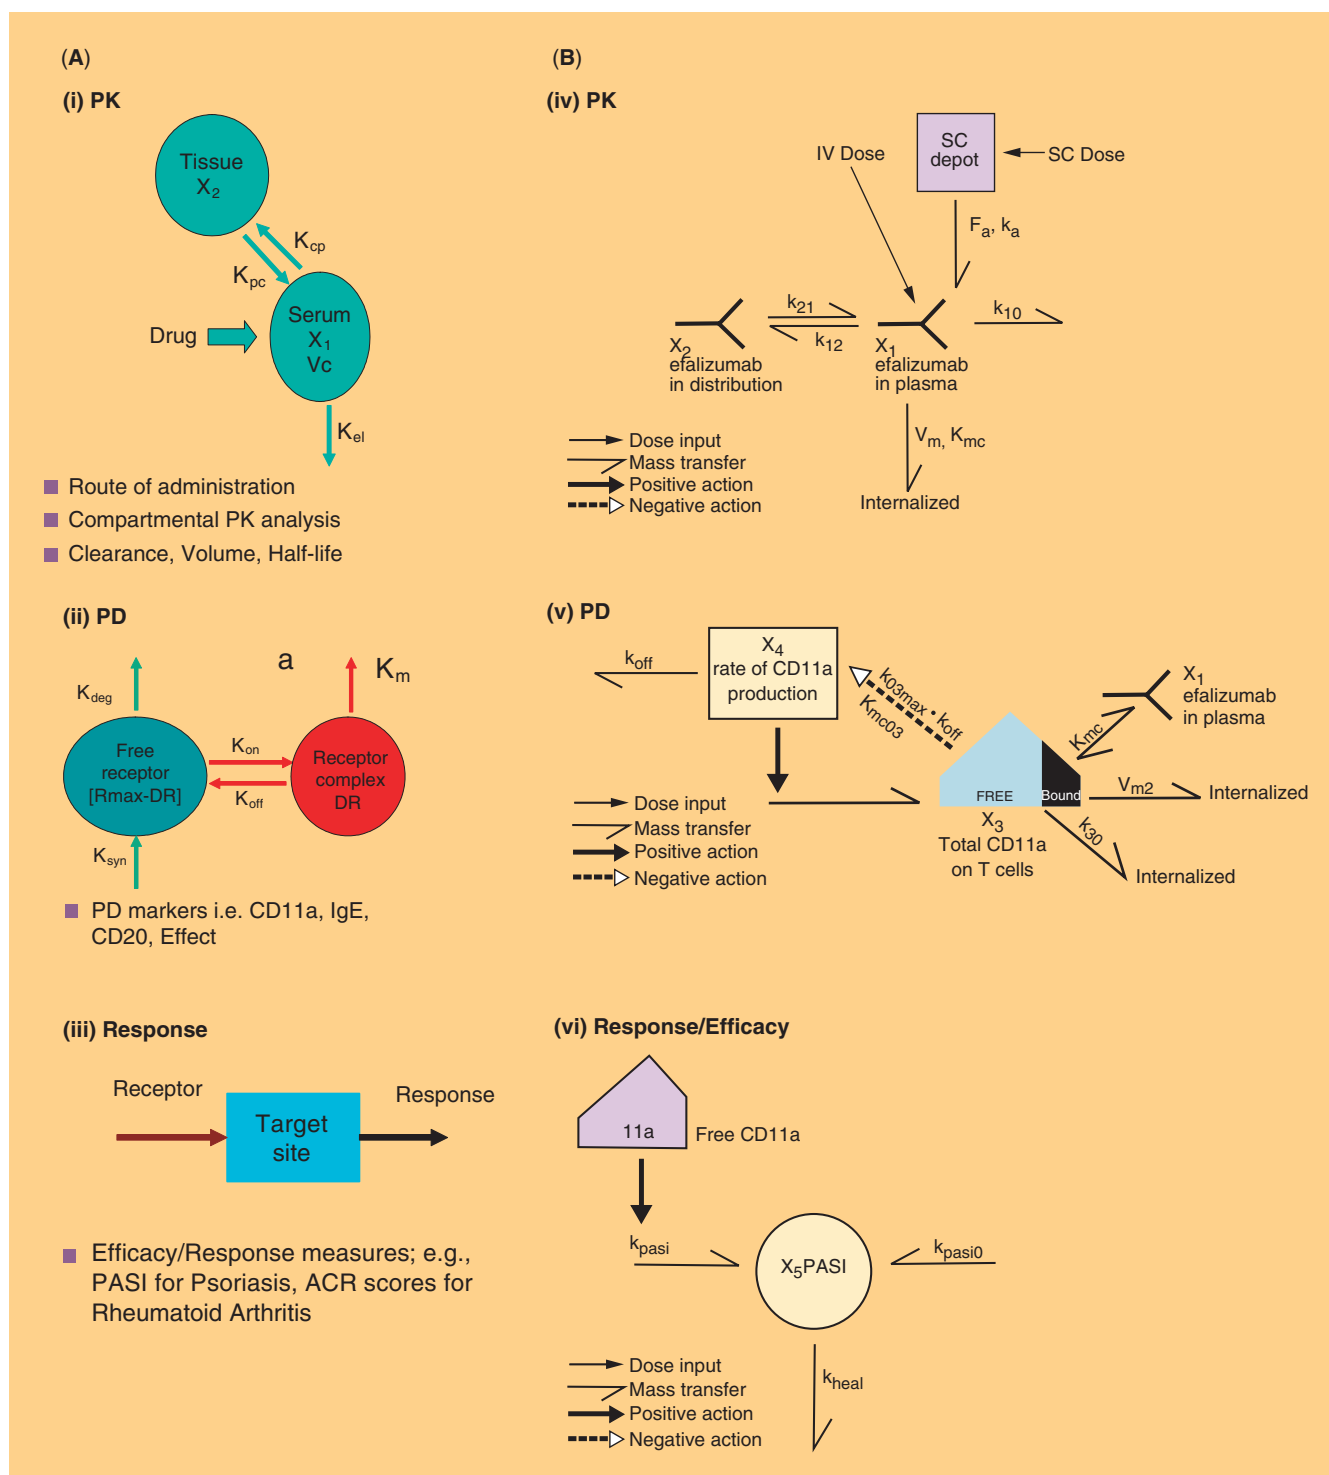 (A)
(i) PK
Tissue
X2
Kcp
Kpc
Drug
Serum
X1
Vc
Kel
Route of administration
Compartmental PK analysis
Clearance, Volume, Half-life
(ii) PD
a
Km
Kdeg
Free
receptor
[Rmax-DR]
Kon
Koff
Receptor
complex
DR
Ksyn
PD markers i.e. CD11a, IgE,
CD20, Effect
(iii) Response
Receptor
Target
site
Response
Efficacy/Response measures; e.g.,
PASI for Psoriasis, ACR scores for
Rheumatoid Arthritis
(B)
(iv) PK
IV Dose
SC
depot
SC Dose
Fa, ka
k21
k12
k10
X2
efalizumab
in distribution
X1
efalizumab
in plasma
Vm, Kmc
Internalized
Dose input
Mass transfer
Positive action
Negative action
(v) PD
koff
X4
rate of CD11a
production
k03max • koff
Kmc03
X1
efalizumab
in plasma
Kmc
FREE
Bound
Vm2
Internalized
k30
Internalized
X3
Total CD11a
on T cells
Dose input
Mass transfer
Positive action
Negative action
(vi) Response/Efficacy
11a
Free CD11a
kpasi
X5PASI
kpasi0
kheal
Dose input
Mass transfer
Positive action
Negative action